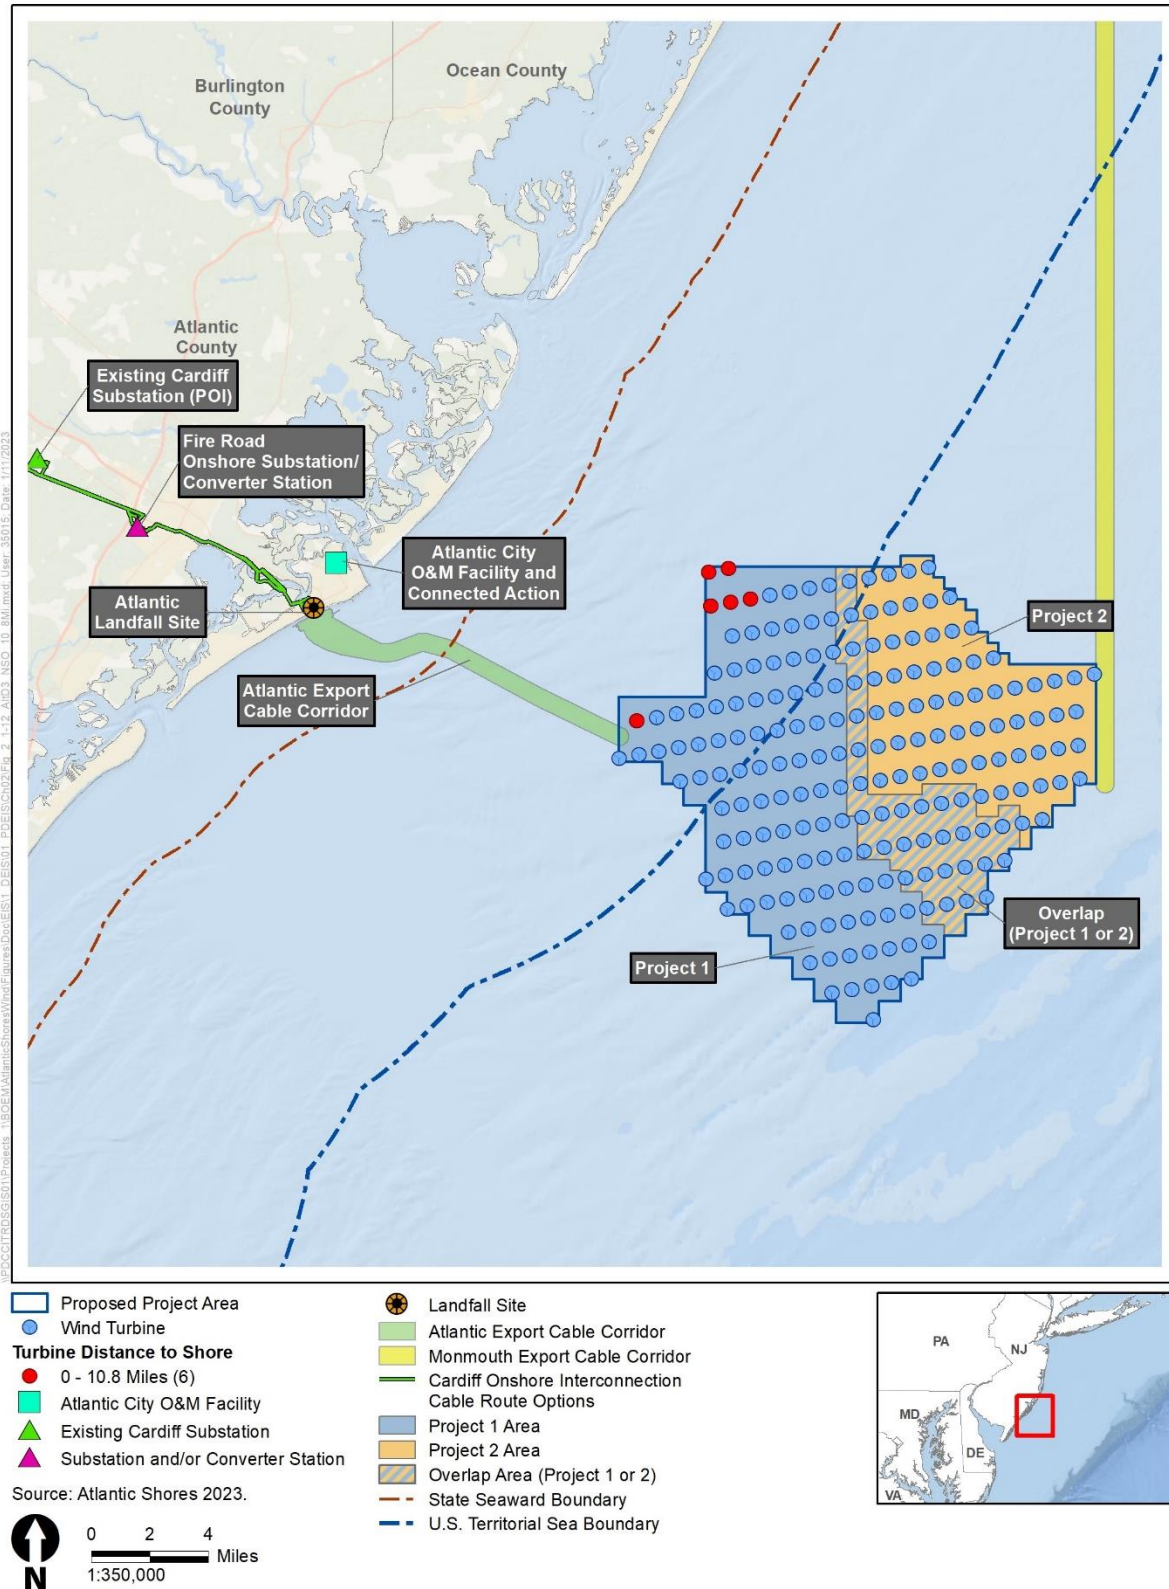 Ocean County
Burlington
County
Atlantic
County
Existing Cardiff
Substation (POI)
Fire Road
Onshore Substation/
Converter Station
Atlantic City
O&M Facility and
Connected Action
Atlantic
Landfall Site
Atlantic Export
Cable Corridor
Project 2
Overlap
(Project 1 or 2)
Project 1
Proposed Project Area
Wind Turbine
Turbine Distance to Shore
0 - 10.8 Miles (6)
Atlantic City O&M Facility
Existing Cardiff Substation
Substation and/or Converter Station
Source: Atlantic Shores 2023.
N
0 2 4
Miles
1:350,000
Landfall Site
Atlantic Export Cable Corridor
Monmouth Export Cable Corridor
Cardiff Onshore Interconnection
Cable Route Options
Project 1 Area
Project 2 Area
Overlap Area (Project 1 or 2)
State Seaward Boundary
U.S. Territorial Sea Boundary
PA
NJ
MD
DE
VA